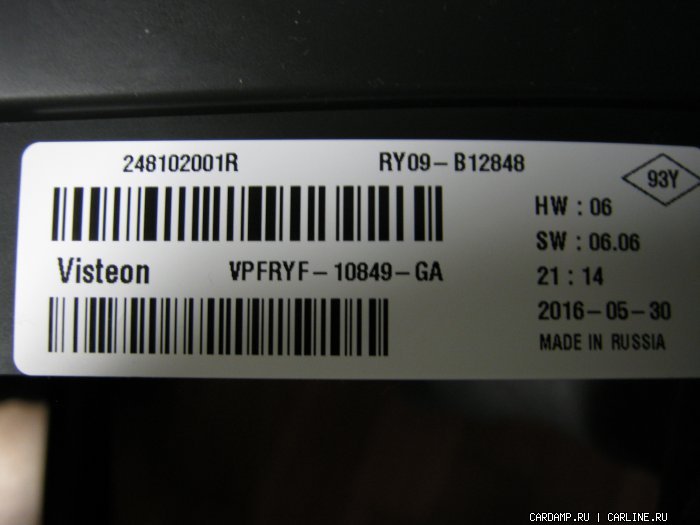 248102001R RY09-B12848
93Y
HW : 06
SW : 06.06
Visteon VPFRYF-10849-GA
21 : 14
2016-05-30
MADE IN RUSSIA
CARDAMP.RU | CARLINE.RU